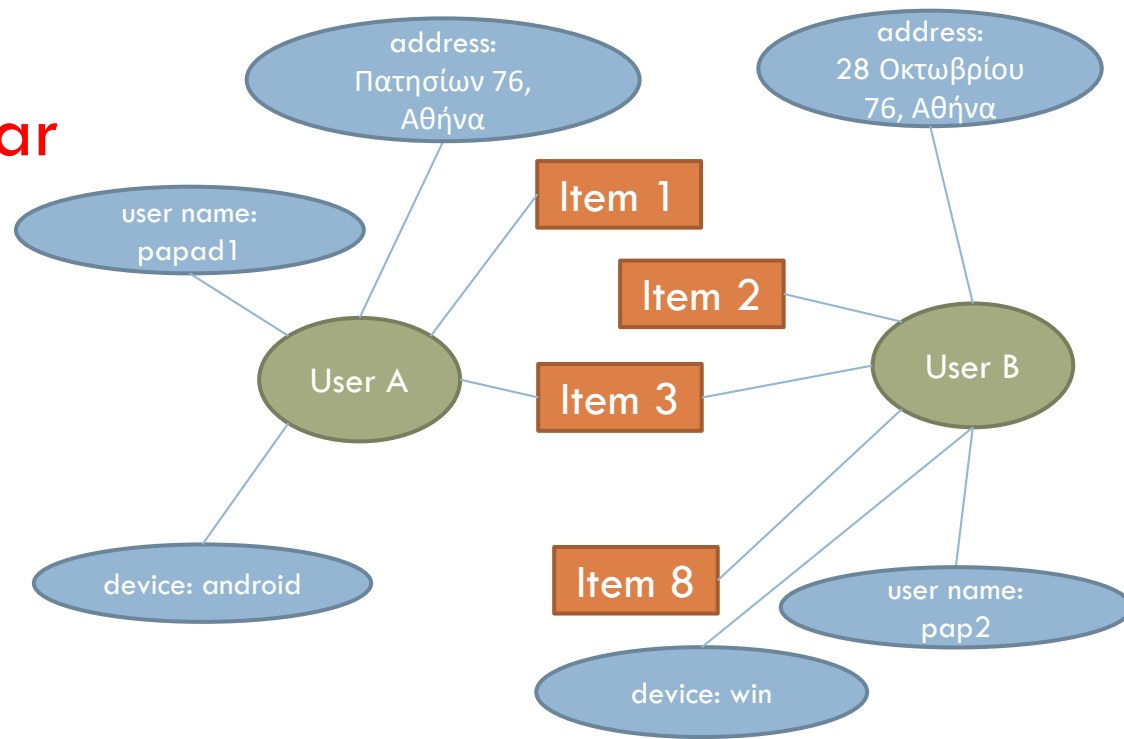 address:
Πατησίων 76,
Αθήνα
address:
28 Οκτωβρίου
76, Αθήνα
ar
user name:
papad1
Item 1
Item 2
User A
User B
Item 3
device: android
Item 8
user name:
pap2
device: win